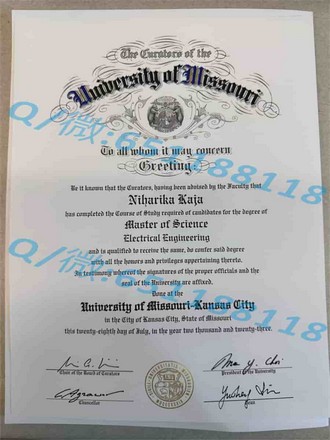 The Curators of the
University of Missouri
To all whom it may concern
Greeting
Be it known that the Curators, having been advised by the Faculty that
Niharika Kaja
has completed the Course of Study required of candidates for the degree of
Master of Science
Electrical Engineering
and is qualified to receive the same, do confer said degree
with all the honors and privileges appertaining thereto.
In testimony whereof the signatures of the proper officials and the
seal of the University are affixed.
Done at the
University of Missouri-Kansas City
in the City of Kansas City, State of Missouri
this twenty-eighth day of July, in the year two thousand and twenty-three.
Chair of the Board of Curators
President of the University
Chancellor
Dean
Q/微:
Q/微: